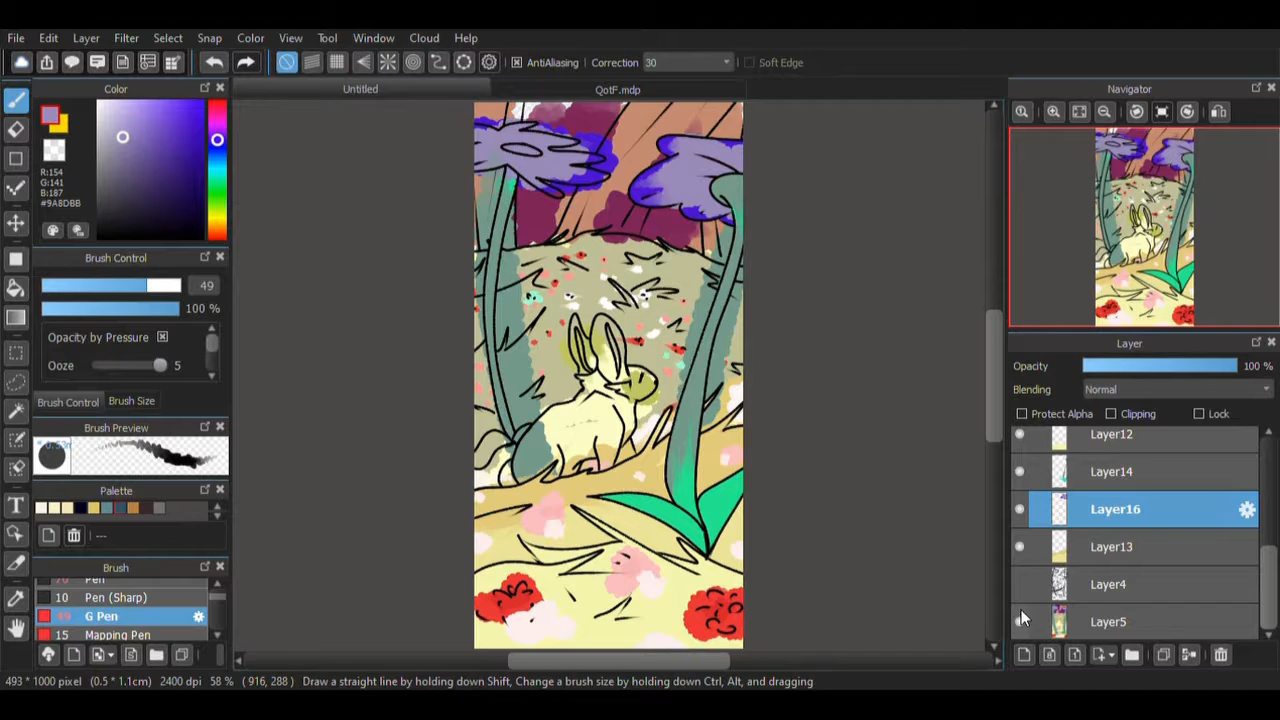 File Edit Layer Filter Select Snap Color View Tool Window Cloud Help
AntiAliasing Correction 30 Soft Edge
Color
Untitled
QotF.mdp
Navigator
R:154
G:141
B:187
#9A8DBB
Brush Control
49
100 %
Opacity by Pressure
Ooze 5
Brush Control Brush Size
Brush Preview
Palette
---
Brush
Pen
10 Pen (Sharp)
49 G Pen
15 Mapping Pen
Layer
Opacity 100 %
Blending Normal
Protect Alpha Clipping Lock
Layer12
Layer14
Layer16
Layer13
Layer4
Layer5
493 * 1000 pixel (0.5 * 1.1cm) 2400 dpi 58 % ( 916, 288 ) Draw a straight line by holding down Shift, Change a brush size by holding down Ctrl, Alt, and dragging